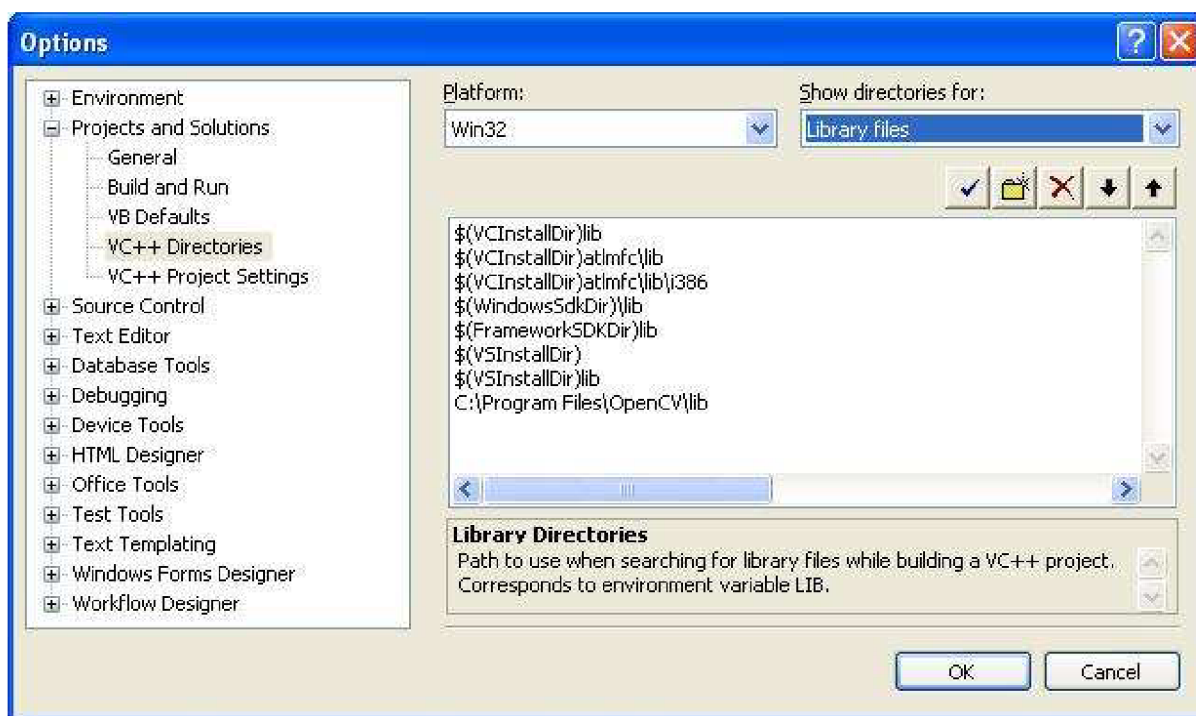 Options
Environment
Projects and Solutions
General
Build and Run
VB Defaults
VC++ Directories
VC++ Project Settings
Source Control
Text Editor
Database Tools
Debugging
Device Tools
HTML Designer
Office Tools
Test Tools
Text Templating
Windows Forms Designer
Workflow Designer
Platform:
Win32
Show directories for:
Library files
$(VCInstallDir)lib
$(VCInstallDir)atlmfc\lib
$(VCInstallDir)atlmfc\lib\i386
$(WindowsSdkDir)\lib
$(FrameworkSDKDir)lib
$(VSInstallDir)
$(VSInstallDir)lib
C:\Program Files\OpenCV\lib
Library Directories
Path to use when searching for library files while building a VC++ project.
Corresponds to environment variable LIB.
OK
Cancel